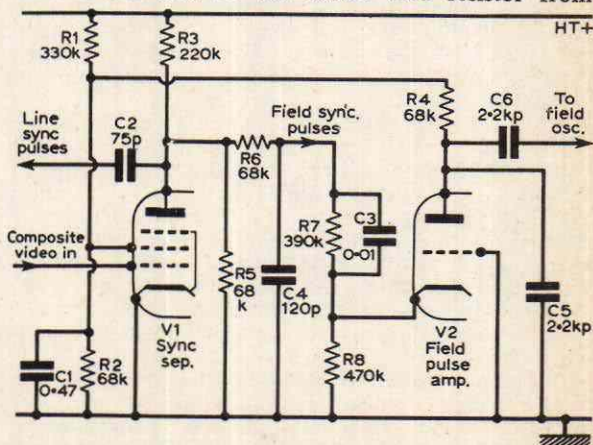 from
HT+
R1
330k
R3
220k
C2
75p
Line
sync
pulses
Composite
video in
R6
68k
Field sync.
pulses
R4
68k
C6
2·2kp
To
field
osc.
R7
390k
C3
0·01
R5
68
k
C4
120p
V1
Sync
sep.
C1
0·47
R2
68k
R8
470k
V2
Field
pulse
amp.
C5
2·2kp